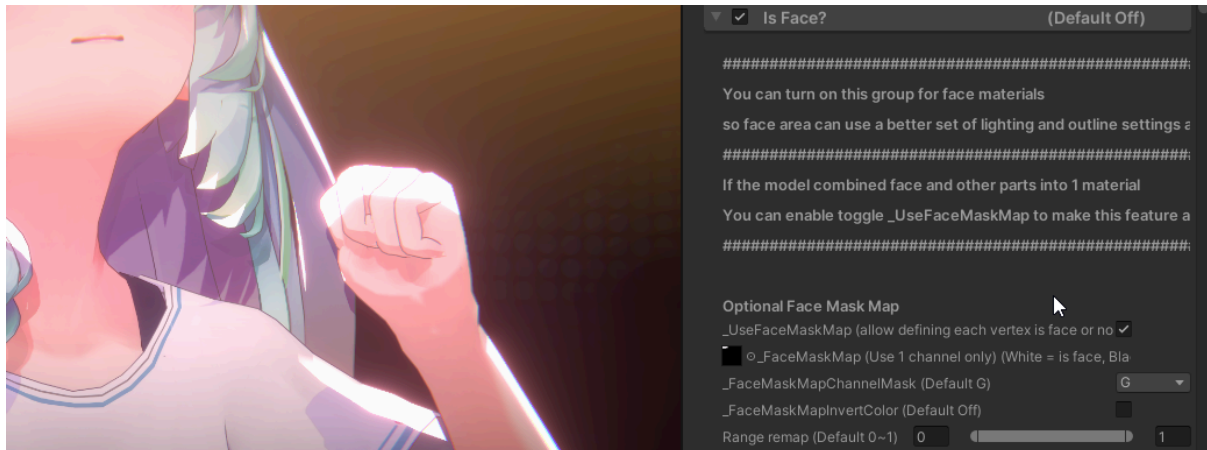 Is Face? (Default Off)
##################################################
You can turn on this group for face materials
so face area can use a better set of lighting and outline settings a
##################################################
If the model combined face and other parts into 1 material
You can enable toggle _UseFaceMaskMap to make this feature a
##################################################
Optional Face Mask Map
_UseFaceMaskMap (allow defining each vertex is face or no
_FaceMaskMap (Use 1 channel only) (White = is face, Bla
_FaceMaskMapChannelMask (Default G) G
_FaceMaskMapInvertColor (Default Off)
Range remap (Default 0~1) 0 1